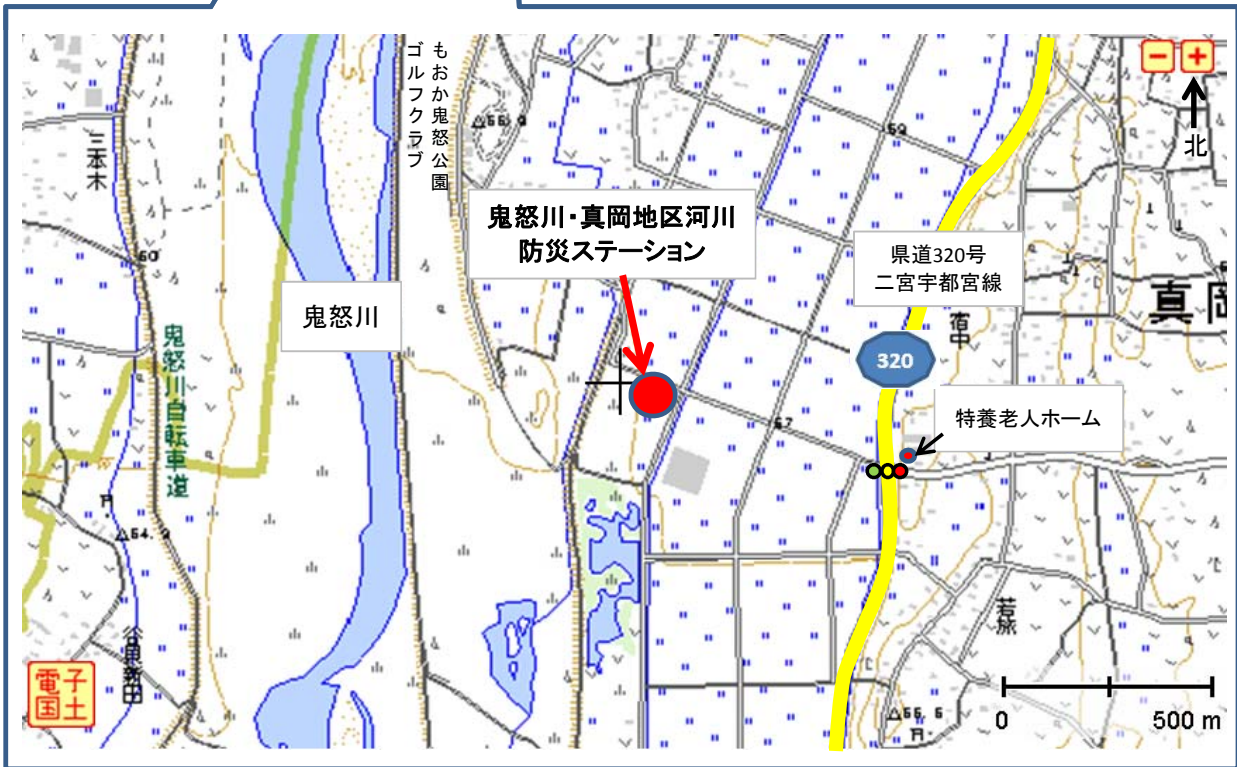 もおか鬼怒公園
ゴルフクラブ
北
三本木
鬼怒川・真岡地区河川
防災ステーション
県道320号
二宮宇都宮線
鬼怒川
鬼怒川自転車道
宿中
320
特養老人ホーム
67
60
59
△54.
若旅
△55.5
電子
国土
0
500 m